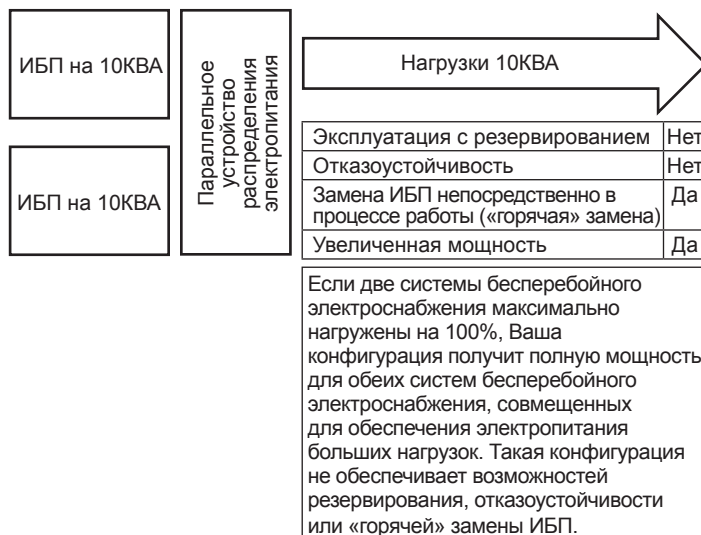 ИБП на 10КВА
ИБП на 10КВА
Параллельное
устройство
распределения
электропитания
Нагрузки 10КВА
Эксплуатация с резервированием Нет
Отказоустойчивость Нет
Замена ИБП непосредственно в
процессе работы («горячая» замена) Да
Увеличенная мощность Да
Если две системы бесперебойного
электроснабжения максимально
нагружены на 100%, Ваша
конфигурация получит полную мощность
для обеих систем бесперебойного
электроснабжения, совмещенных
для обеспечения электропитания
больших нагрузок. Такая конфигурация
не обеспечивает возможностей
резервирования, отказоустойчивости
или «горячей» замены ИБП.